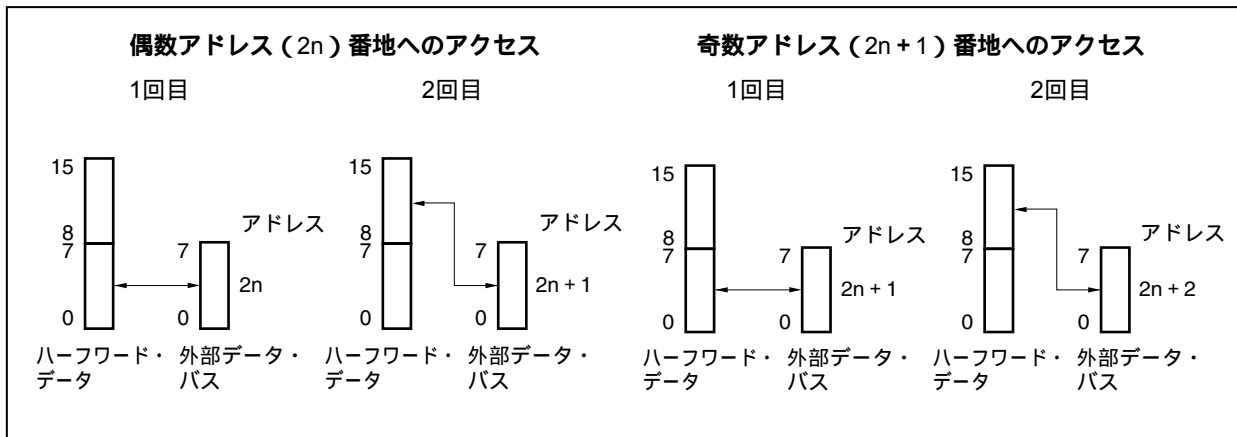 偶数アドレス（2n）番地へのアクセス
1回目
2回目
15
8
7
0
アドレス
7
2n
0
ハーフワード・
データ
外部データ・
バス
15
8
7
0
アドレス
7
2n + 1
0
ハーフワード・
データ
外部データ・
バス
奇数アドレス（2n + 1）番地へのアクセス
1回目
2回目
15
8
7
0
アドレス
7
2n + 1
0
ハーフワード・
データ
外部データ・
バス
15
8
7
0
アドレス
7
2n + 2
0
ハーフワード・
データ
外部データ・
バス